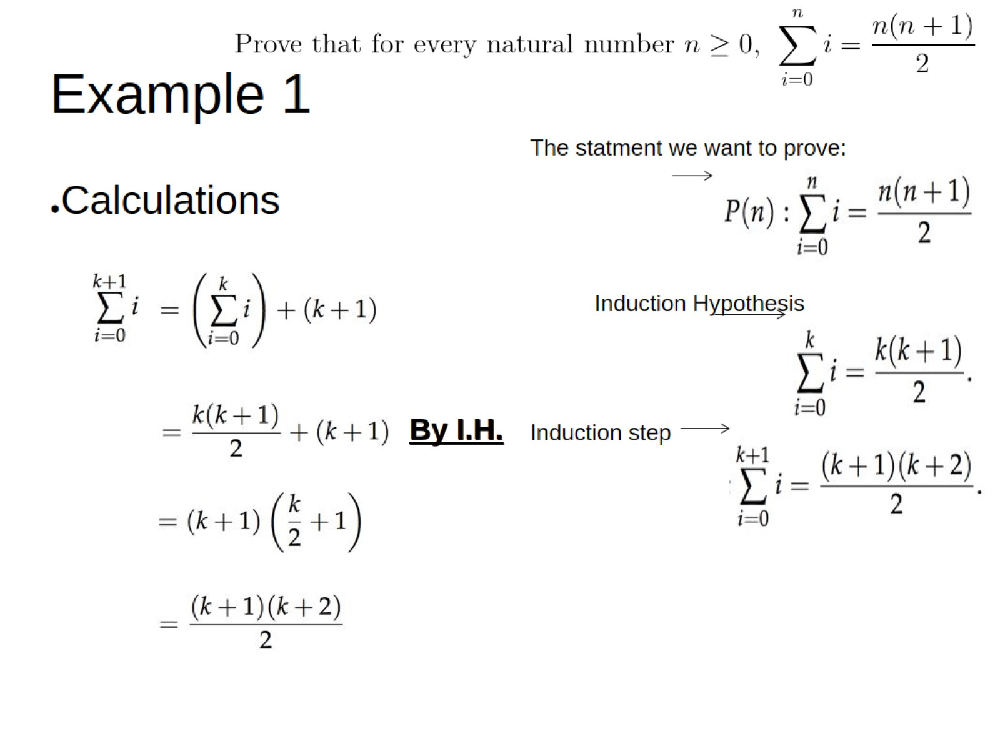 Prove that for every natural number n ≥ 0, \sum_{i=0}^{n} i = \frac{n(n+1)}{2}
Example 1
The statment we want to prove:
→
P(n) : \sum_{i=0}^{n} i = \frac{n(n+1)}{2}
•Calculations
\sum_{i=0}^{k+1} i = \left( \sum_{i=0}^{k} i \right) + (k+1)
= \frac{k(k+1)}{2} + (k+1) By I.H.
= (k+1) \left( \frac{k}{2} + 1 \right)
= \frac{(k+1)(k+2)}{2}
Induction Hypothesis →
\sum_{i=0}^{k} i = \frac{k(k+1)}{2}.
Induction step →
\sum_{i=0}^{k+1} i = \frac{(k+1)(k+2)}{2}.